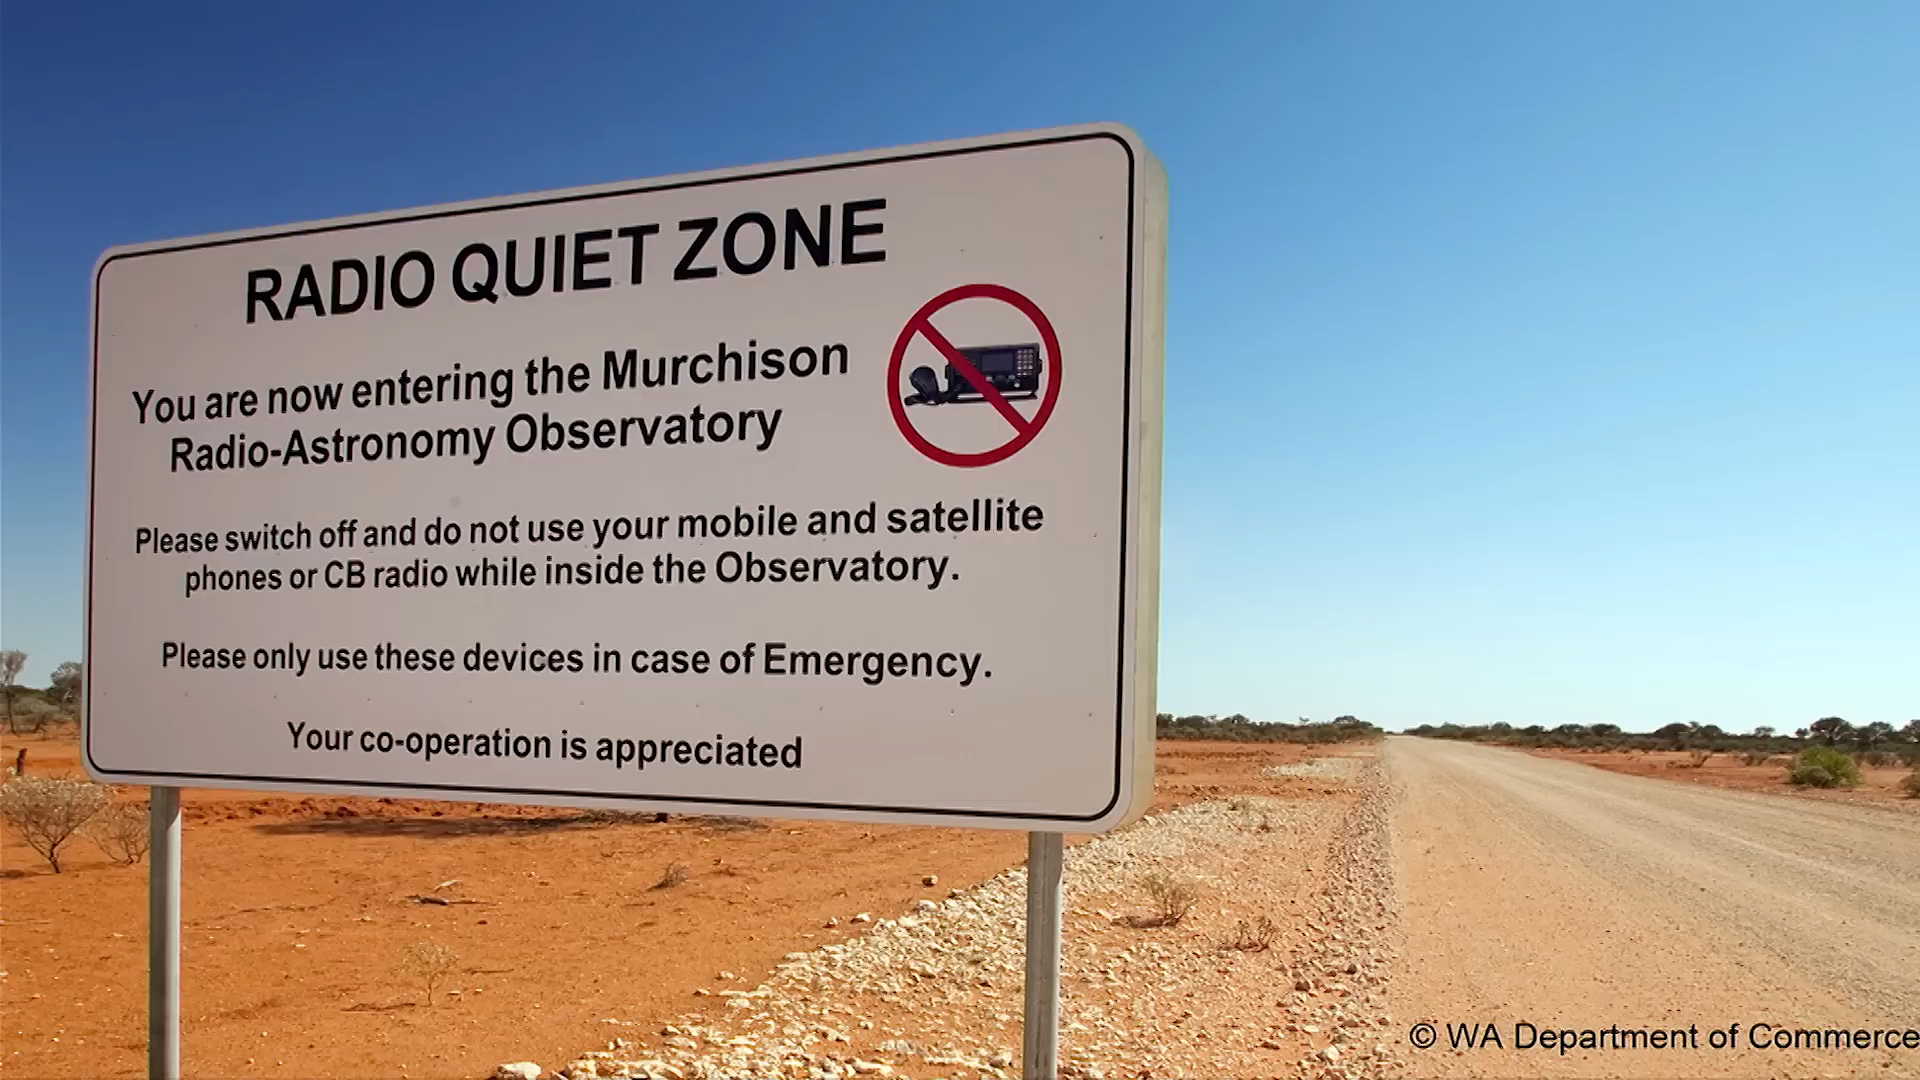 RADIO QUIET ZONE
You are now entering the Murchison
Radio-Astronomy Observatory
Please switch off and do not use your mobile and satellite
phones or CB radio while inside the Observatory.
Please only use these devices in case of Emergency.
Your co-operation is appreciated
© WA Department of Commerce